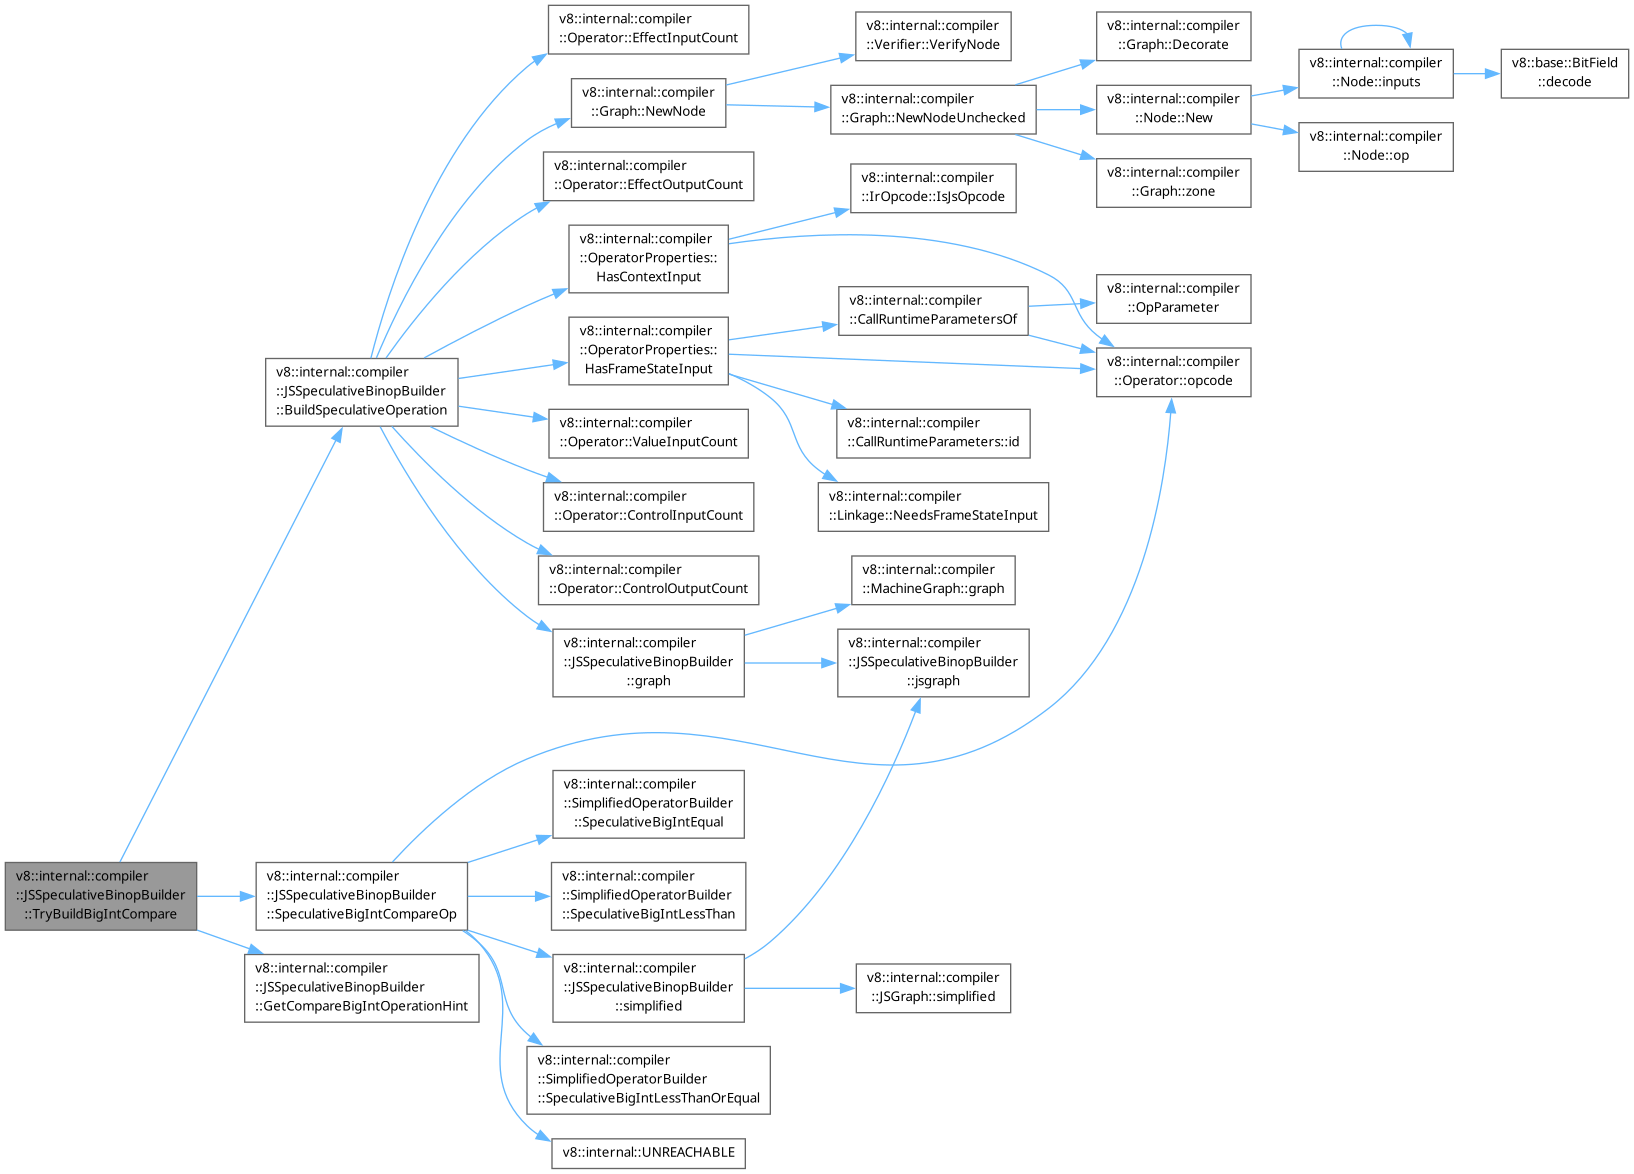 v8::internal::compiler
::Operator::EffectInputCount
v8::internal::compiler
::Graph::NewNode
v8::internal::compiler
::Verifier::VerifyNode
v8::internal::compiler
::Graph::NewNodeUnchecked
v8::internal::compiler
::Graph::Decorate
v8::internal::compiler
::Node::New
v8::internal::compiler
::Graph::zone
v8::internal::compiler
::Node::inputs
v8::internal::compiler
::Node::op
v8::base::BitField
::decode
v8::internal::compiler
::Operator::EffectOutputCount
v8::internal::compiler
::OperatorProperties::
HasContextInput
v8::internal::compiler
::IrOpcode::IsJsOpcode
v8::internal::compiler
::OperatorProperties::
HasFrameStateInput
v8::internal::compiler
::CallRuntimeParametersOf
v8::internal::compiler
::OpParameter
v8::internal::compiler
::Operator::opcode
v8::internal::compiler
::CallRuntimeParameters::id
v8::internal::compiler
::Linkage::NeedsFrameStateInput
v8::internal::compiler
::JSSpeculativeBinopBuilder
::BuildSpeculativeOperation
v8::internal::compiler
::Operator::ValueInputCount
v8::internal::compiler
::Operator::ControlInputCount
v8::internal::compiler
::Operator::ControlOutputCount
v8::internal::compiler
::JSSpeculativeBinopBuilder
::graph
v8::internal::compiler
::MachineGraph::graph
v8::internal::compiler
::JSSpeculativeBinopBuilder
::jsgraph
v8::internal::compiler
::JSSpeculativeBinopBuilder
::TryBuildBigIntCompare
v8::internal::compiler
::JSSpeculativeBinopBuilder
::SpeculativeBigIntCompareOp
v8::internal::compiler
::JSSpeculativeBinopBuilder
::GetCompareBigIntOperationHint
v8::internal::compiler
::SimplifiedOperatorBuilder
::SpeculativeBigIntEqual
v8::internal::compiler
::SimplifiedOperatorBuilder
::SpeculativeBigIntLessThan
v8::internal::compiler
::JSSpeculativeBinopBuilder
::simplified
v8::internal::compiler
::JSGraph::simplified
v8::internal::compiler
::SimplifiedOperatorBuilder
::SpeculativeBigIntLessThanOrEqual
v8::internal::UNREACHABLE